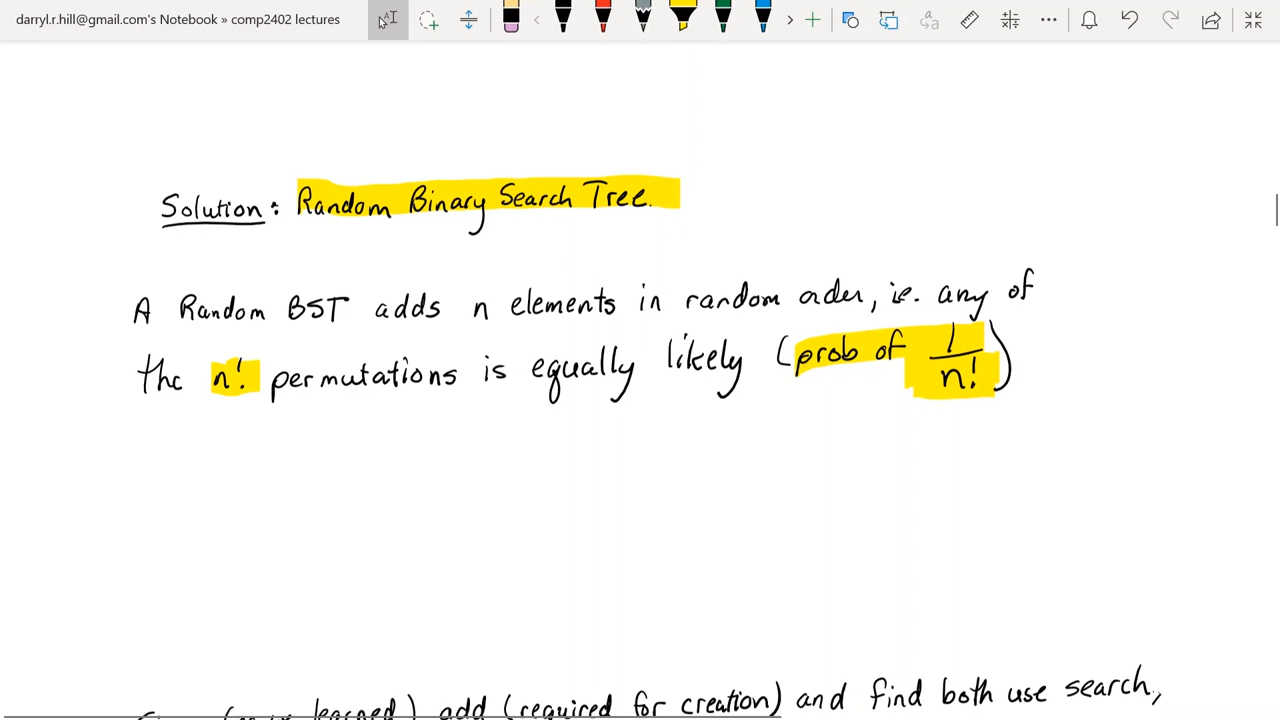 darryl.r.hill@gmail.com's Notebook » comp2402 lectures
Solution: Random Binary Search Tree.
A Random BST adds n elements in random order, i.e. any of
the n! permutations is equally likely (prob of 1/n!)
learned) add (required for creation) and find both use search,